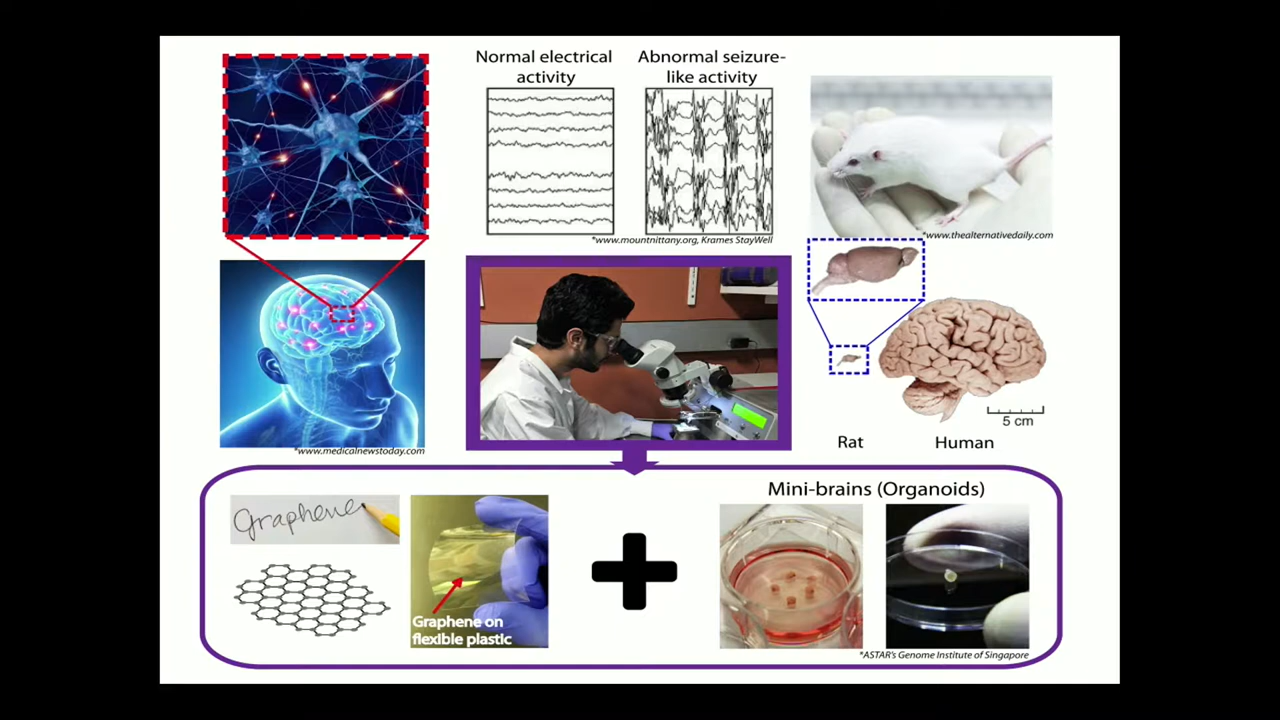 Normal electrical
activity
Abnormal seizure-
like activity
*www.mountnittany.org, Krames StayWell
*www.thealternativedaily.com
*www.medicalnewstoday.com
5 cm
Rat
Human
Graphene
Graphene on
flexible plastic
Mini-brains (Organoids)
*ASTAR's Genome Institute of Singapore